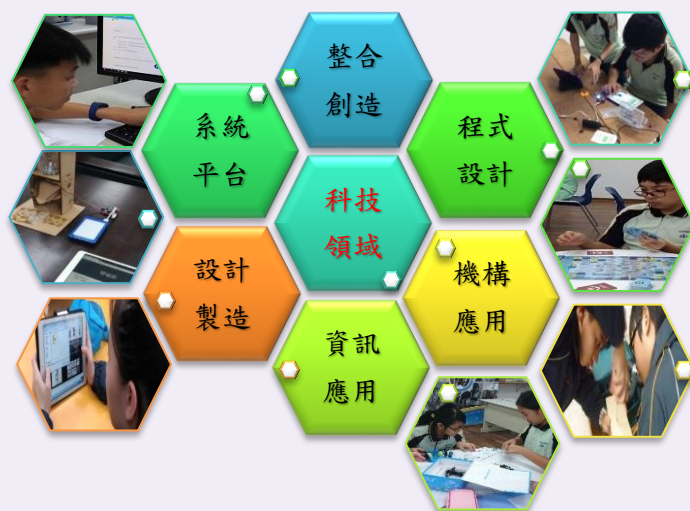 整合
創造
系統
平台
程式
設計
科技
領域
設計
製造
機構
應用
資訊
應用